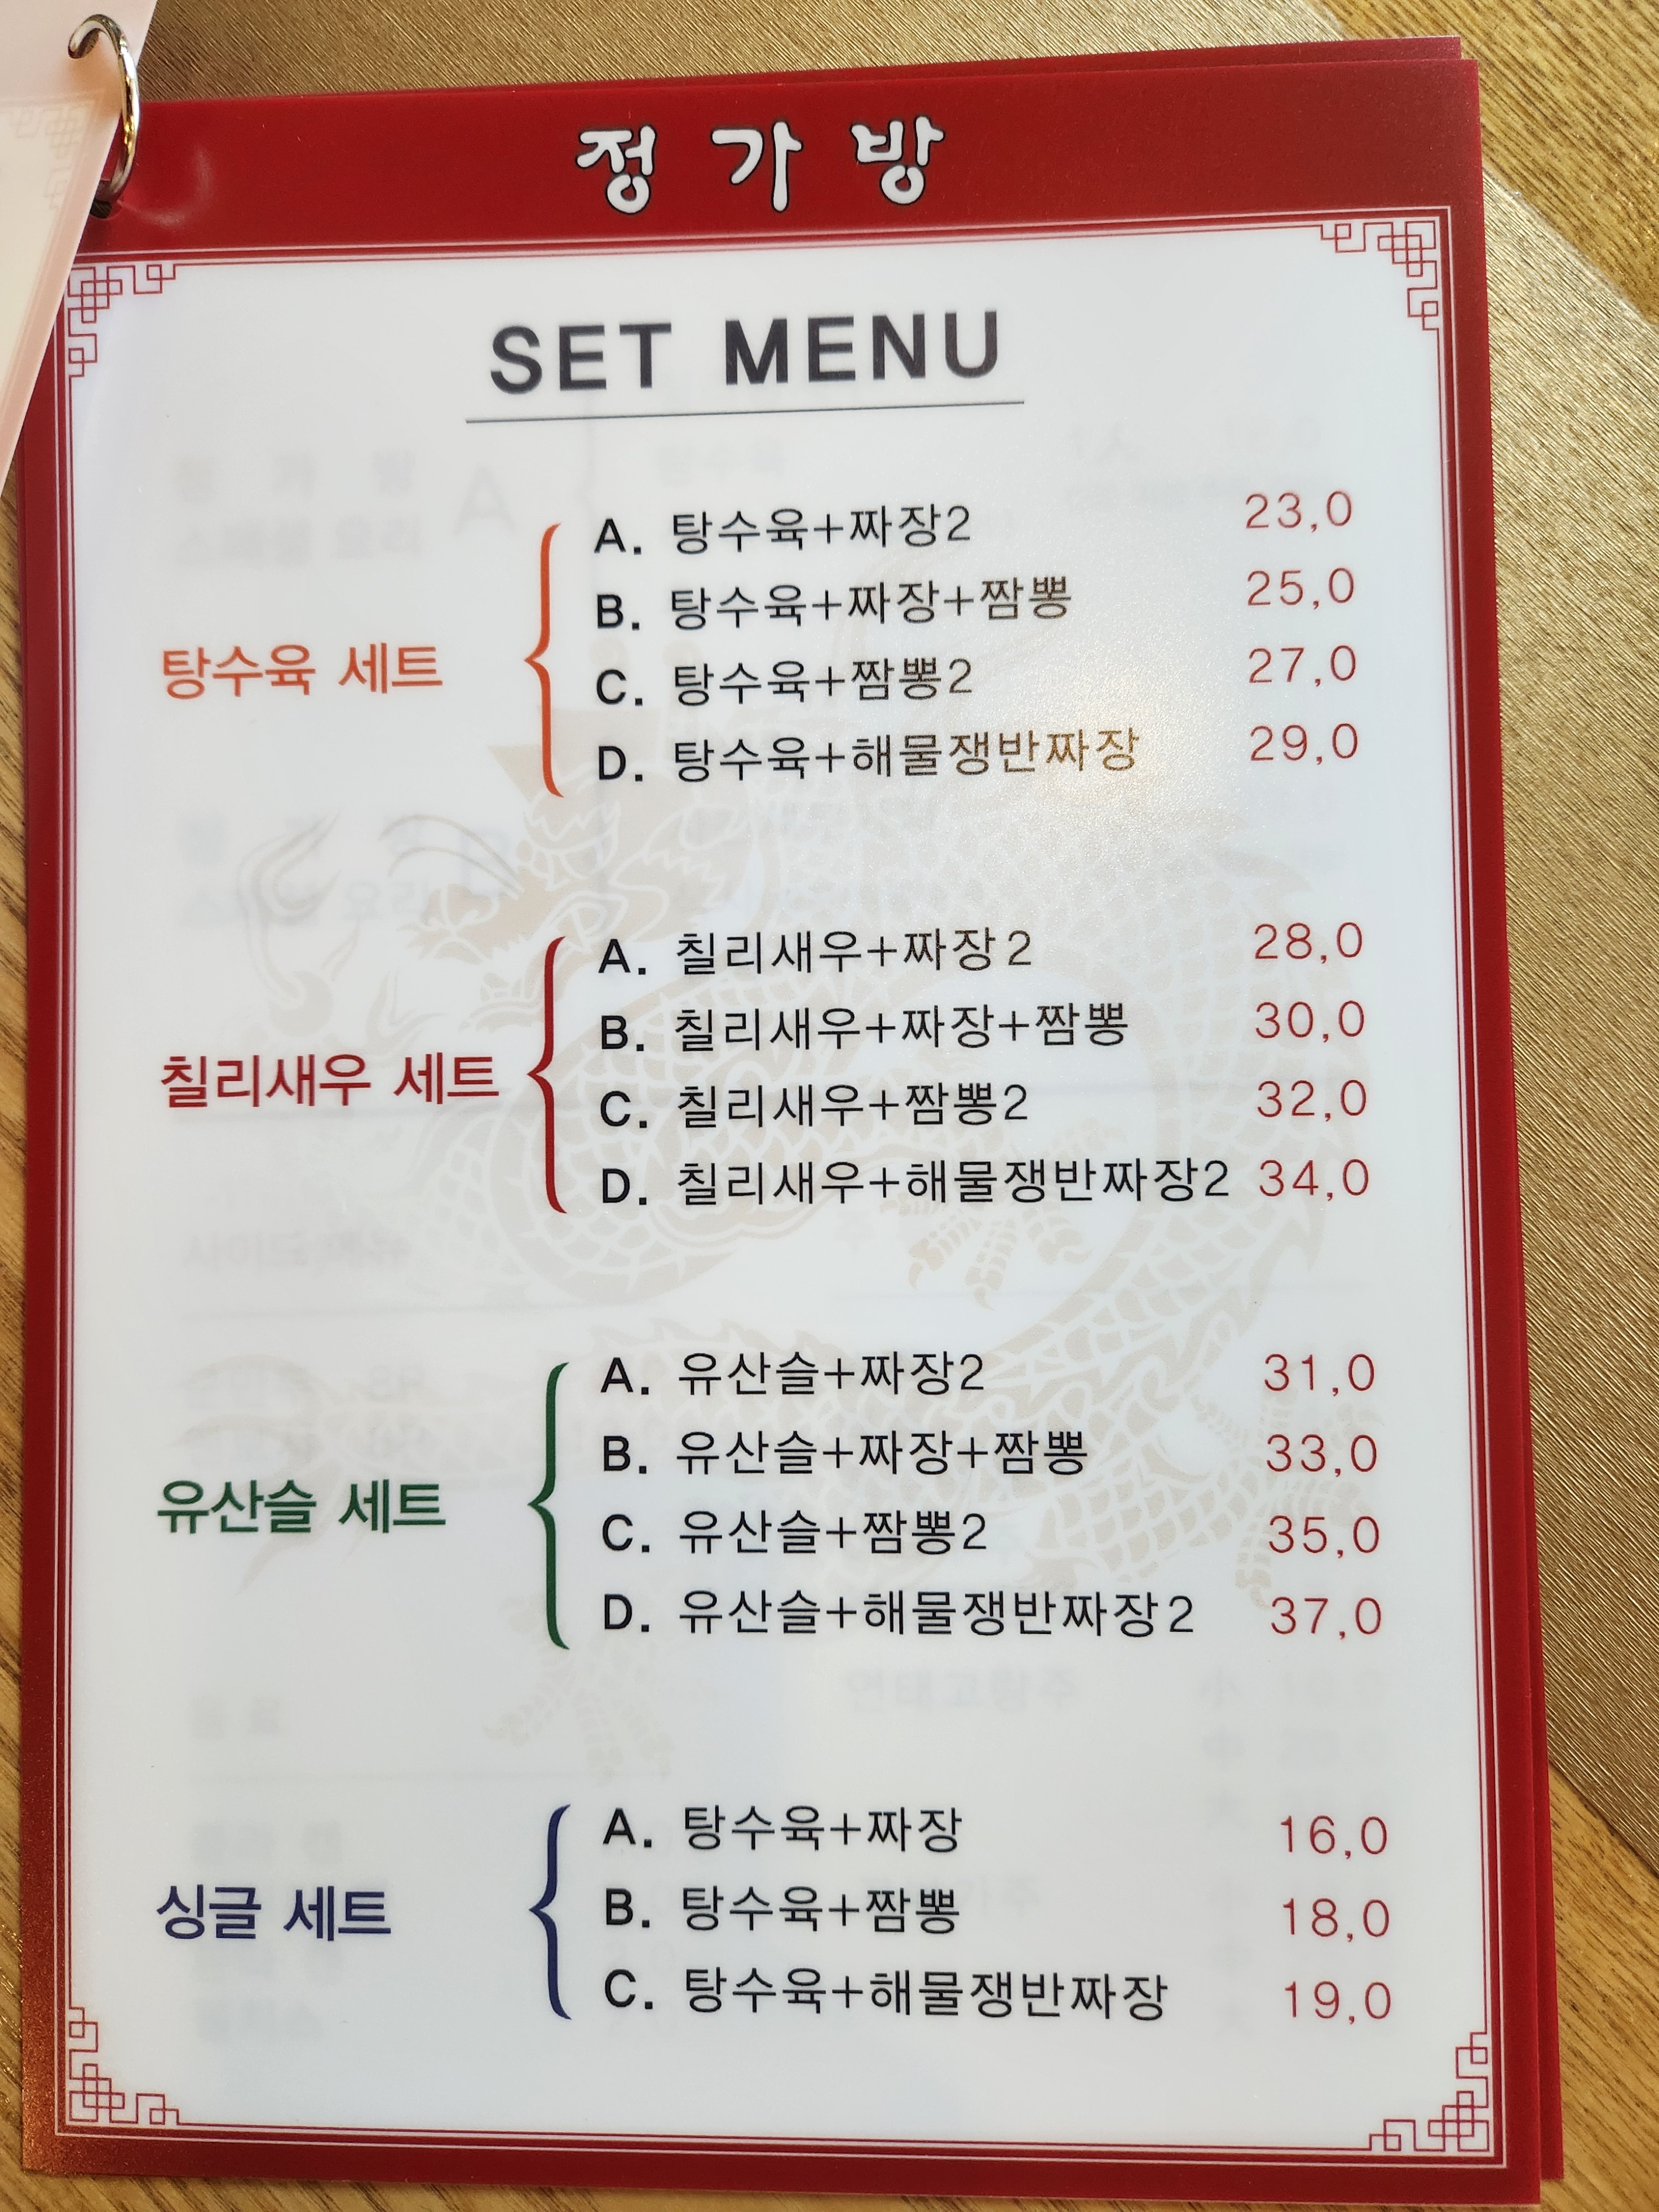 정가방
SET MENU
탕수육 세트
A. 탕수육+짜장2 23,0
B. 탕수육+짜장+짬뽕 25,0
C. 탕수육+짬뽕2 27,0
D. 탕수육+해물쟁반짜장 29,0
칠리새우 세트
A. 칠리새우+짜장2 28,0
B. 칠리새우+짜장+짬뽕 30,0
C. 칠리새우+짬뽕2 32,0
D. 칠리새우+해물쟁반짜장2 34,0
유산슬 세트
A. 유산슬+짜장2 31,0
B. 유산슬+짜장+짬뽕 33,0
C. 유산슬+짬뽕2 35,0
D. 유산슬+해물쟁반짜장2 37,0
싱글 세트
A. 탕수육+짜장 16,0
B. 탕수육+짬뽕 18,0
C. 탕수육+해물쟁반짜장 19,0